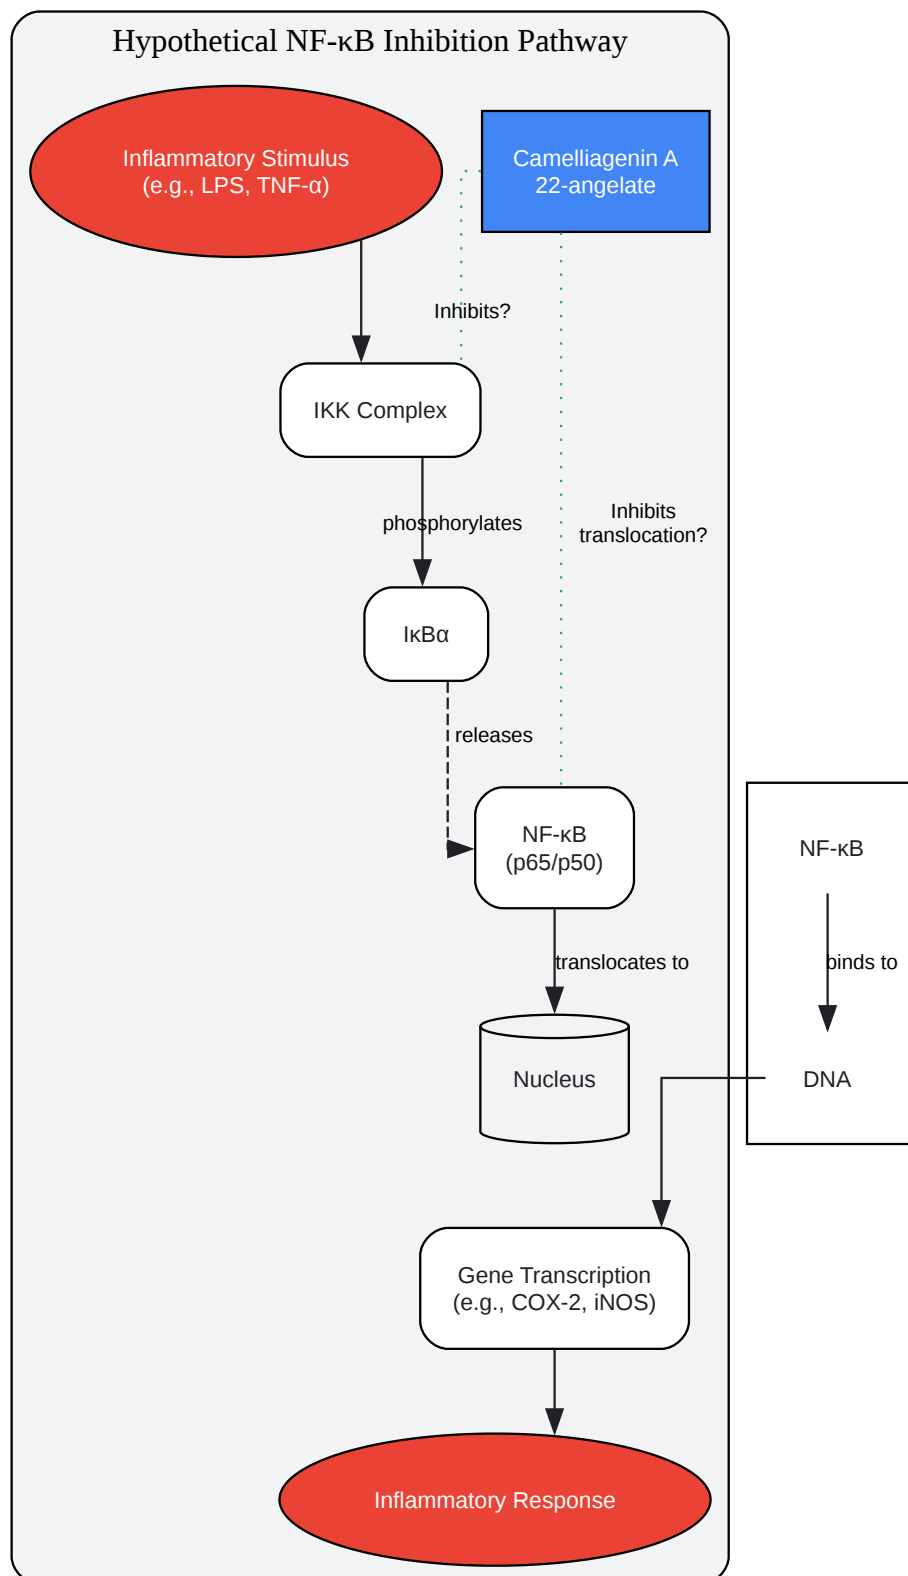 Hypothetical NF-κB Inhibition Pathway
Inflammatory Stimulus
(e.g., LPS, TNF-α)
Camelliagenin A
22-angelate
Inhibits?
IKK Complex
phosphorylates
Inhibits
translocation?
IκBα
releases
NF-κB
(p65/p50)
NF-κB
translocates to
binds to
Nucleus
DNA
Gene Transcription
(e.g., COX-2, iNOS)
Inflammatory Response